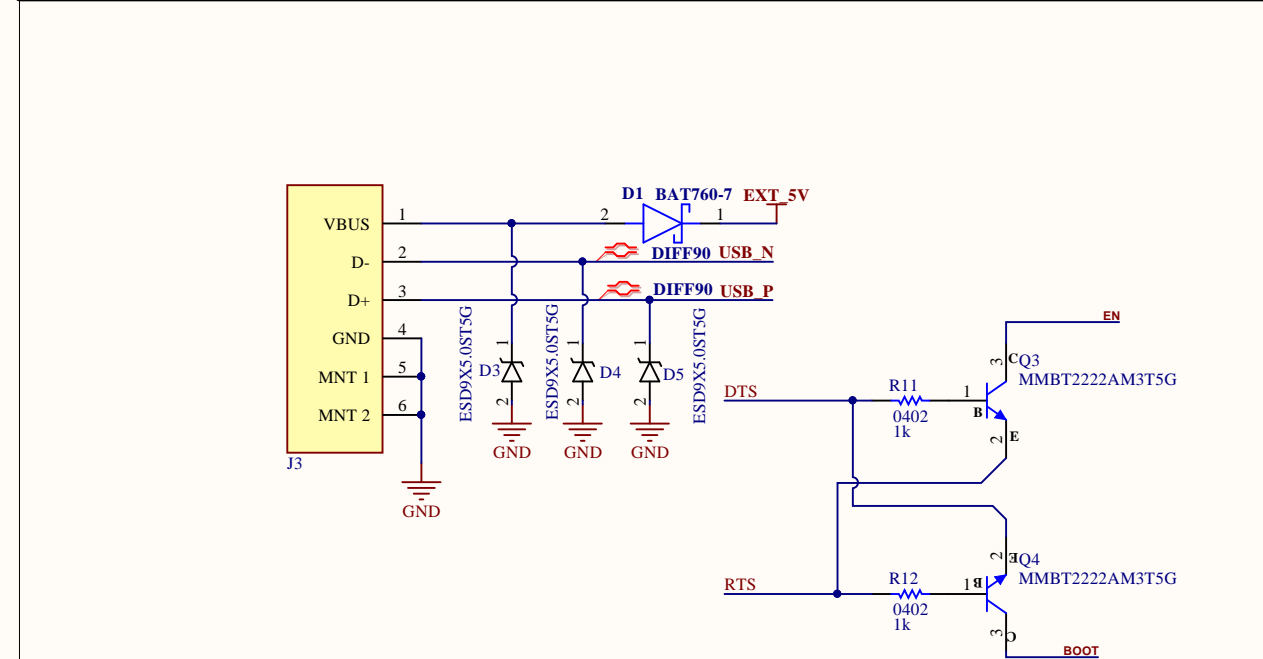 D1 BAT760-7 EXT_5V
VBUS 1 2 1
D- 2 DIFF90 USB_N
D+ 3 DIFF90 USB_P
GND 4
MNT 1 5
MNT 2 6
J3
GND
ESD9X5.0ST5G
1
D3
2
GND
ESD9X5.0ST5G
1
D4
2
GND
1
D5
2
GND
ESD9X5.0ST5G
EN
3 C Q3
MMBT2222AM3T5G
DTS
R11
0402
1k
1
B
2 E
2 E Q4
MMBT2222AM3T5G
RTS
R12
0402
1k
1 B
3 C
BOOT